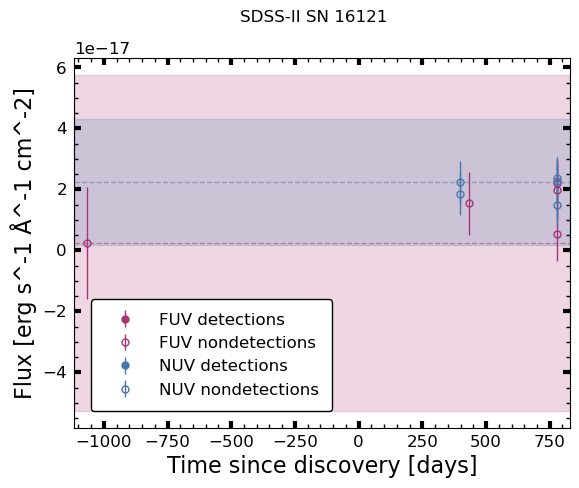 SDSS-II SN 16121
1e−17
6
4
2
0
−2
−4
Flux [erg s^-1 Å^-1 cm^-2]
FUV detections
FUV nondetections
NUV detections
NUV nondetections
−1000 −750 −500 −250 0 250 500 750
Time since discovery [days]